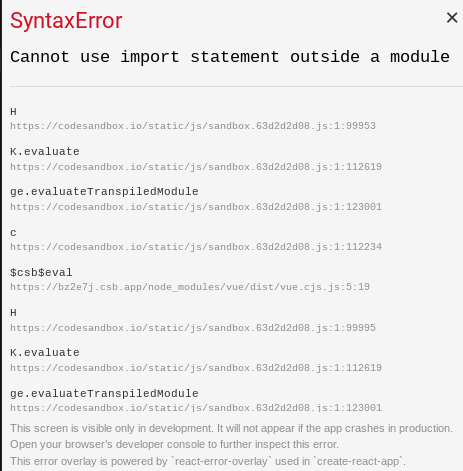 SyntaxError
×
Cannot use import statement outside a module
H
https://codesandbox.io/static/js/sandbox.63d2d2d08.js:1:99953
K.evaluate
https://codesandbox.io/static/js/sandbox.63d2d2d08.js:1:112619
ge.evaluateTranspiledModule
https://codesandbox.io/static/js/sandbox.63d2d2d08.js:1:123001
c
https://codesandbox.io/static/js/sandbox.63d2d2d08.js:1:112234
$csb$eval
https://bz2e7j.csb.app/node_modules/vue/dist/vue.cjs.js:5:19
H
https://codesandbox.io/static/js/sandbox.63d2d2d08.js:1:99995
K.evaluate
https://codesandbox.io/static/js/sandbox.63d2d2d08.js:1:112619
ge.evaluateTranspiledModule
https://codesandbox.io/static/js/sandbox.63d2d2d08.js:1:123001
This screen is visible only in development. It will not appear if the app crashes in production.
Open your browser's developer console to further inspect this error.
This error overlay is powered by `react-error-overlay` used in `create-react-app`.